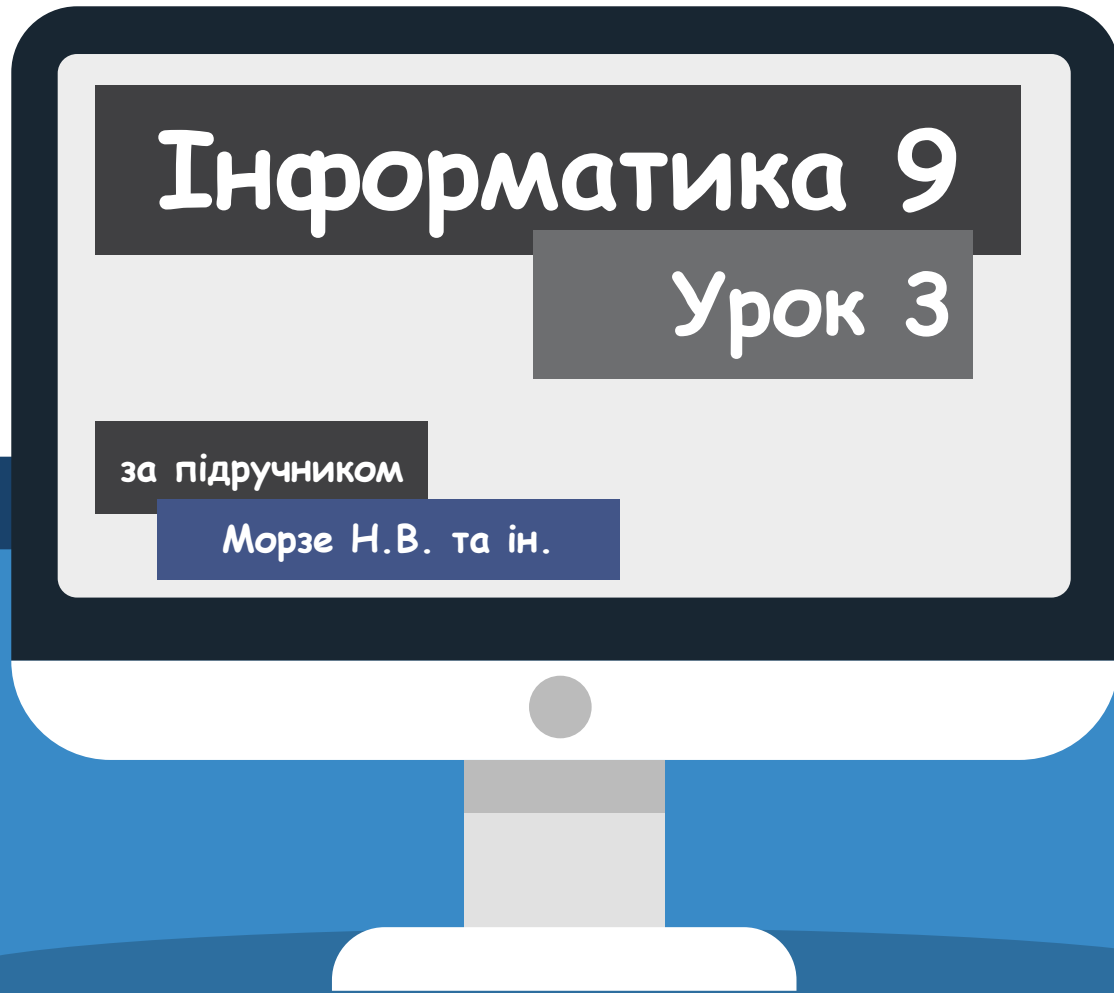 Інформатика 9
Урок 3
за підручником
Морзе Н.В. та ін.